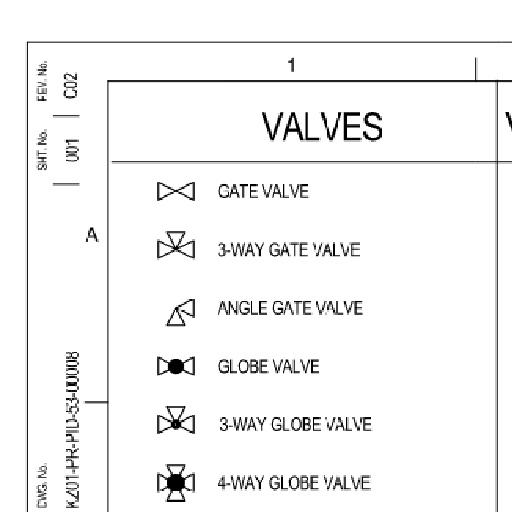 1
VALVES
GATE VALVE
A
3-WAY GATE VALVE
ANGLE GATE VALVE
GLOBE VALVE
3-WAY GLOBE VALVE
4-WAY GLOBE VALVE
DWG. No.
KZ01-PR-PID-53-00008
SHT. No.
001
REV. No.
C02